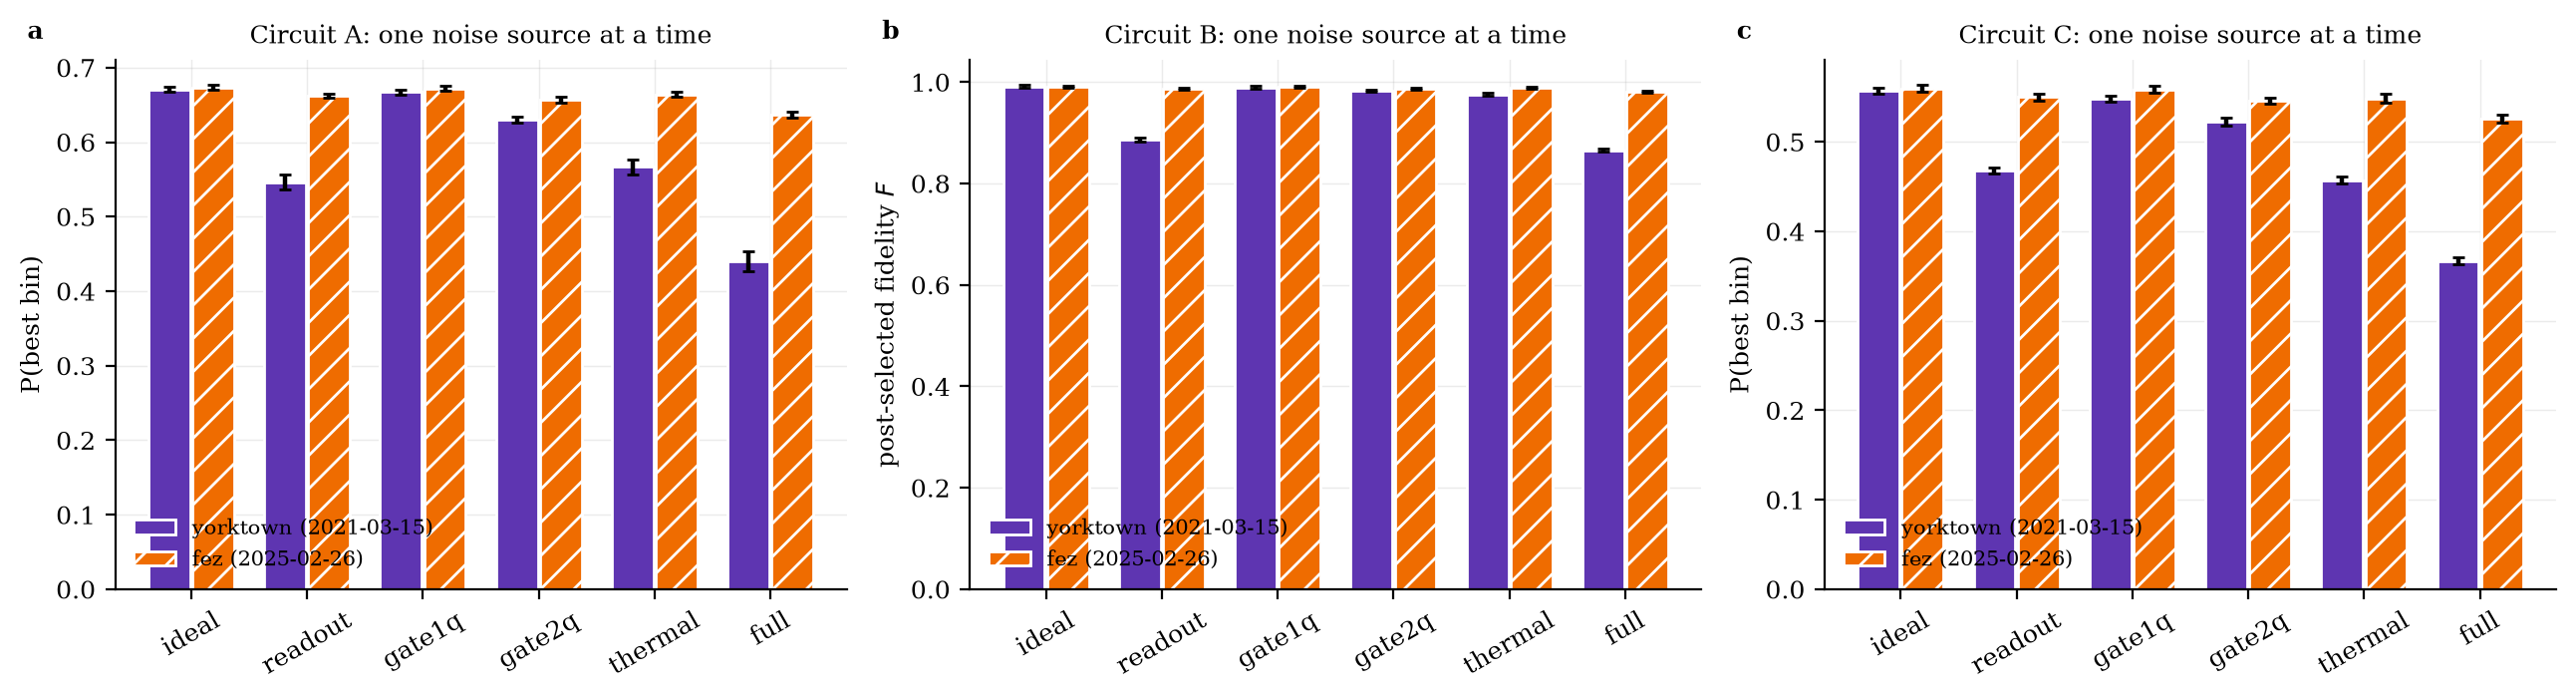 a
Circuit A: one noise source at a time
P(best bin)
0.7
0.6
0.5
0.4
0.3
0.2
0.1
0.0
yorktown (2021-03-15)
fez (2025-02-26)
ideal
readout
gate1q
gate2q
thermal
full
b
Circuit B: one noise source at a time
post-selected fidelity F
1.0
0.8
0.6
0.4
0.2
0.0
yorktown (2021-03-15)
fez (2025-02-26)
ideal
readout
gate1q
gate2q
thermal
full
c
Circuit C: one noise source at a time
P(best bin)
0.5
0.4
0.3
0.2
0.1
0.0
yorktown (2021-03-15)
fez (2025-02-26)
ideal
readout
gate1q
gate2q
thermal
full